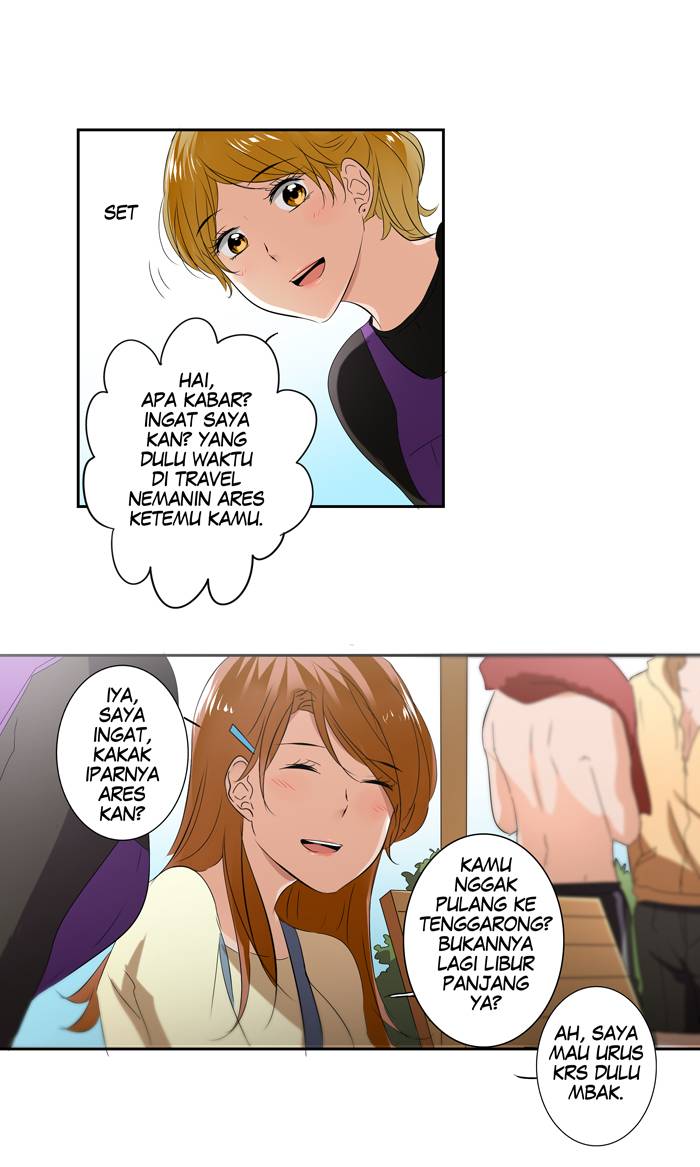 SET
HAI,
APA KABAR?
INGAT SAYA
KAN? YANG
DULU WAKTU
DI TRAVEL
NEMANIN ARES
KETEMU KAMU.
IYA,
SAYA
INGAT,
KAKAK
IPARNYA
ARES
KAN?
KAMU
NGGAK
PULANG KE
TENGGARONG?
BUKANNYA
LAGI LIBUR
PANJANG
YA?
AH, SAYA
MAU URUS
KRS DULU
MBAK.